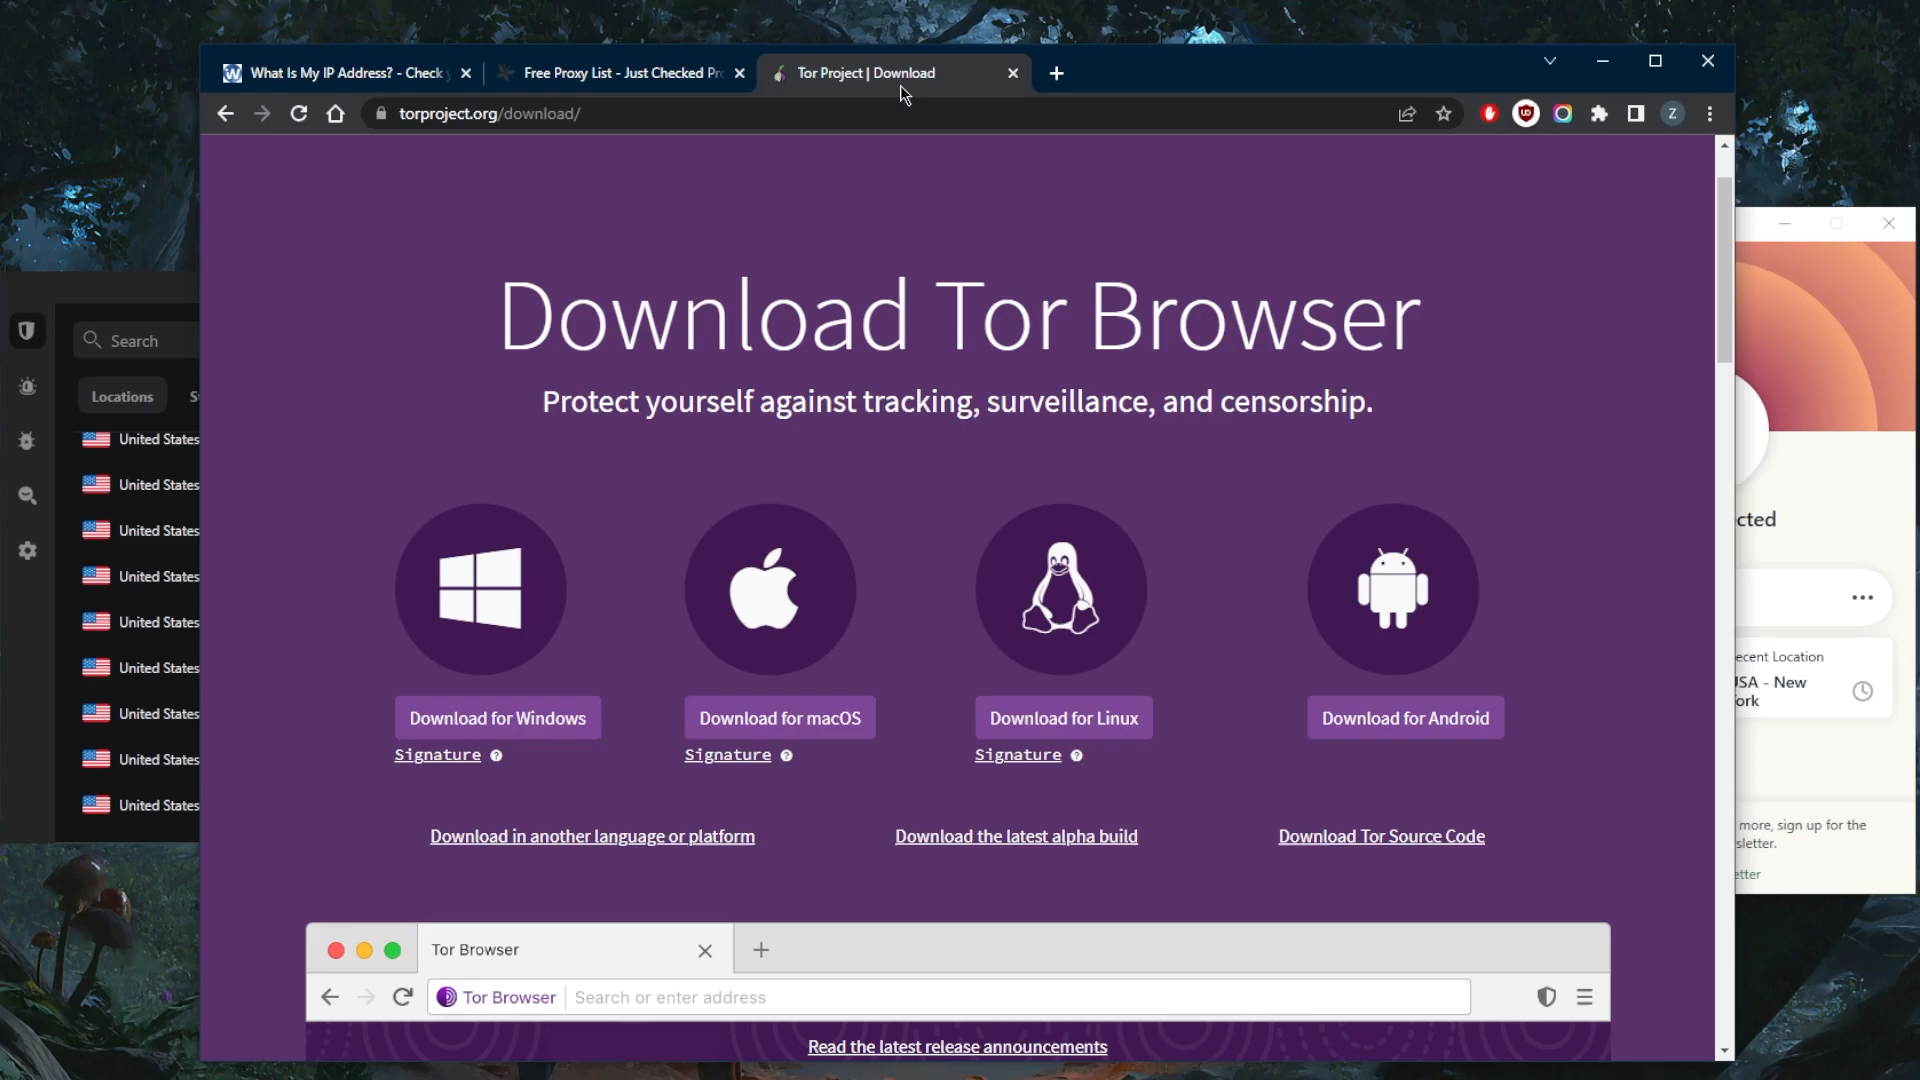 What Is My IP Address? - Check
Free Proxy List - Just Checked Pr
Tor Project | Download
torproject.org/download/
Z
Download Tor Browser
Protect yourself against tracking, surveillance, and censorship.
Download for Windows
Signature ?
Download for macOS
Signature ?
Download for Linux
Signature ?
Download for Android
Download in another language or platform
Download the latest alpha build
Download Tor Source Code
Tor Browser
Tor Browser
Search or enter address
Read the latest release announcements
Search
Locations
United States
United States
United States
United States
United States
United States
United States
United States
United States
cted
ecent Location
USA - New
ork
more, sign up for the
sletter.
etter